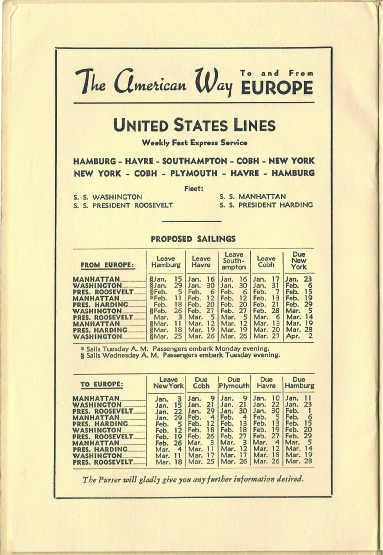 The American Way To and From EUROPE
UNITED STATES LINES
Weekly Fast Express Service
HAMBURG - HAVRE - SOUTHAMPTON - COBH - NEW YORK
NEW YORK - COBH - PLYMOUTH - HAVRE - HAMBURG
Fleet:
S. S. WASHINGTON S. S. MANHATTAN
S. S. PRESIDENT ROOSEVELT S. S. PRESIDENT HARDING
PROPOSED SAILINGS
FROM EUROPE: Leave Hamburg Leave Havre Leave South-ampton Leave Cobh Due New York
MANHATTAN §Jan. 15 Jan. 16 Jan. 16 Jan. 17 Jan. 23
WASHINGTON §Jan. 29 Jan. 30 Jan. 30 Jan. 31 Feb. 6
PRES. ROOSEVELT §Feb. 5 Feb. 6 Feb. 6 Feb. 7 Feb. 15
MANHATTAN *Feb. 11 Feb. 12 Feb. 12 Feb. 13 Feb. 19
PRES. HARDING Feb. 18 Feb. 20 Feb. 20 Feb. 21 Feb. 29
WASHINGTON §Feb. 26 Feb. 27 Feb. 27 Feb. 28 Mar. 5
PRES. ROOSEVELT Mar. 3 Mar. 5 Mar. 5 Mar. 6 Mar. 14
MANHATTAN §Mar. 11 Mar. 12 Mar. 12 Mar. 13 Mar. 19
PRES. HARDING §Mar. 18 Mar. 19 Mar. 19 Mar. 20 Mar. 28
WASHINGTON §Mar. 25 Mar. 26 Mar. 26 Mar. 27 Apr. 2
* Sails Tuesday A. M. Passengers embark Monday evening.
§ Sails Wednesday A. M. Passengers embark Tuesday evening.
TO EUROPE: Leave New York Due Cobh Due Plymouth Due Havre Due Hamburg
MANHATTAN Jan. 3 Jan. 9 Jan. 9 Jan. 10 Jan. 11
WASHINGTON Jan. 15 Jan. 21 Jan. 21 Jan. 22 Jan. 23
PRES. ROOSEVELT Jan. 22 Jan. 29 Jan. 30 Jan. 30 Feb. 1
MANHATTAN Jan. 29 Feb. 4 Feb. 4 Feb. 5 Feb. 6
PRES. HARDING Feb. 5 Feb. 12 Feb. 13 Feb. 13 Feb. 15
WASHINGTON Feb. 12 Feb. 18 Feb. 18 Feb. 19 Feb. 20
PRES. ROOSEVELT Feb. 19 Feb. 26 Feb. 27 Feb. 27 Feb. 29
MANHATTAN Feb. 26 Mar. 3 Mar. 3 Mar. 4 Mar. 5
PRES. HARDING Mar. 4 Mar. 11 Mar. 12 Mar. 12 Mar. 14
WASHINGTON Mar. 11 Mar. 17 Mar. 17 Mar. 18 Mar. 19
PRES. ROOSEVELT Mar. 18 Mar. 25 Mar. 26 Mar. 26 Mar. 28
The Purser will gladly give you any further information desired.